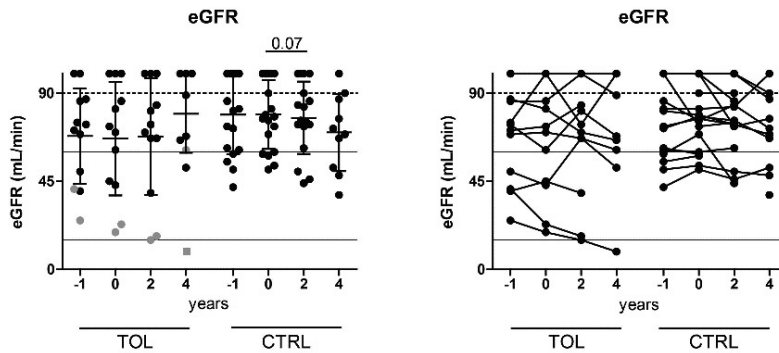 eGFR
0.07
eGFR (mL/min)
90
45
0
-1 0 2 4 -1 0 2 4
years
TOL CTRL
eGFR
eGFR (mL/min)
90
45
0
-1 0 2 4 -1 0 2 4
years
TOL CTRL